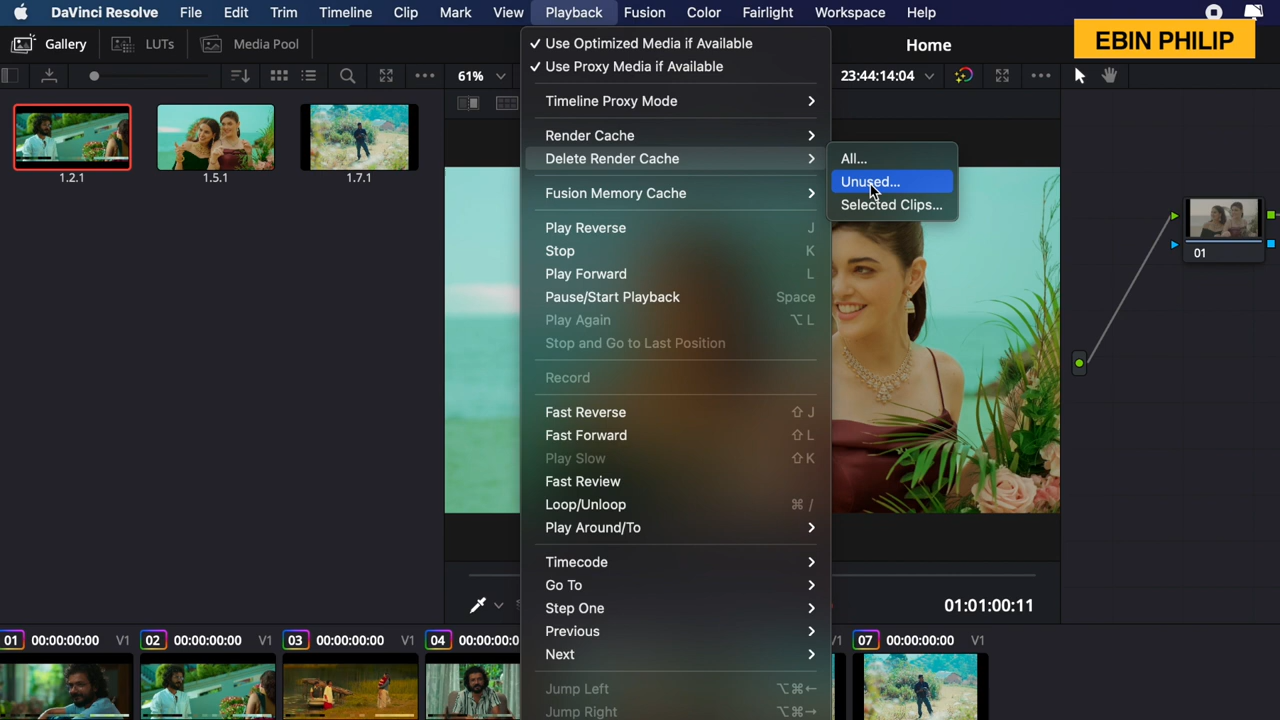 DaVinci Resolve File Edit Trim Timeline Clip Mark View Playback Fusion Color Fairlight Workspace Help
EBIN PHILIP
Gallery LUTs Media Pool
Home
61%
23:44:14:04
1.2.1 1.5.1 1.7.1
✓ Use Optimized Media if Available
✓ Use Proxy Media if Available
Timeline Proxy Mode
Render Cache
Delete Render Cache
All...
Unused...
Selected Clips...
Fusion Memory Cache
Play Reverse J
Stop K
Play Forward L
Pause/Start Playback Space
Play Again ⌥ L
Stop and Go to Last Position
Record
Fast Reverse ⇧ J
Fast Forward ⇧ L
Play Slow ⇧ K
Fast Review
Loop/Unloop ⌘ /
Play Around/To
Timecode
Go To
Step One
Previous
Next
Jump Left ⌥⌘←
Jump Right ⌥⌘→
01
01:01:00:11
01 00:00:00:00 V1 02 00:00:00:00 V1 03 00:00:00:00 V1 04 00:00:00:0 V1 07 00:00:00:00 V1